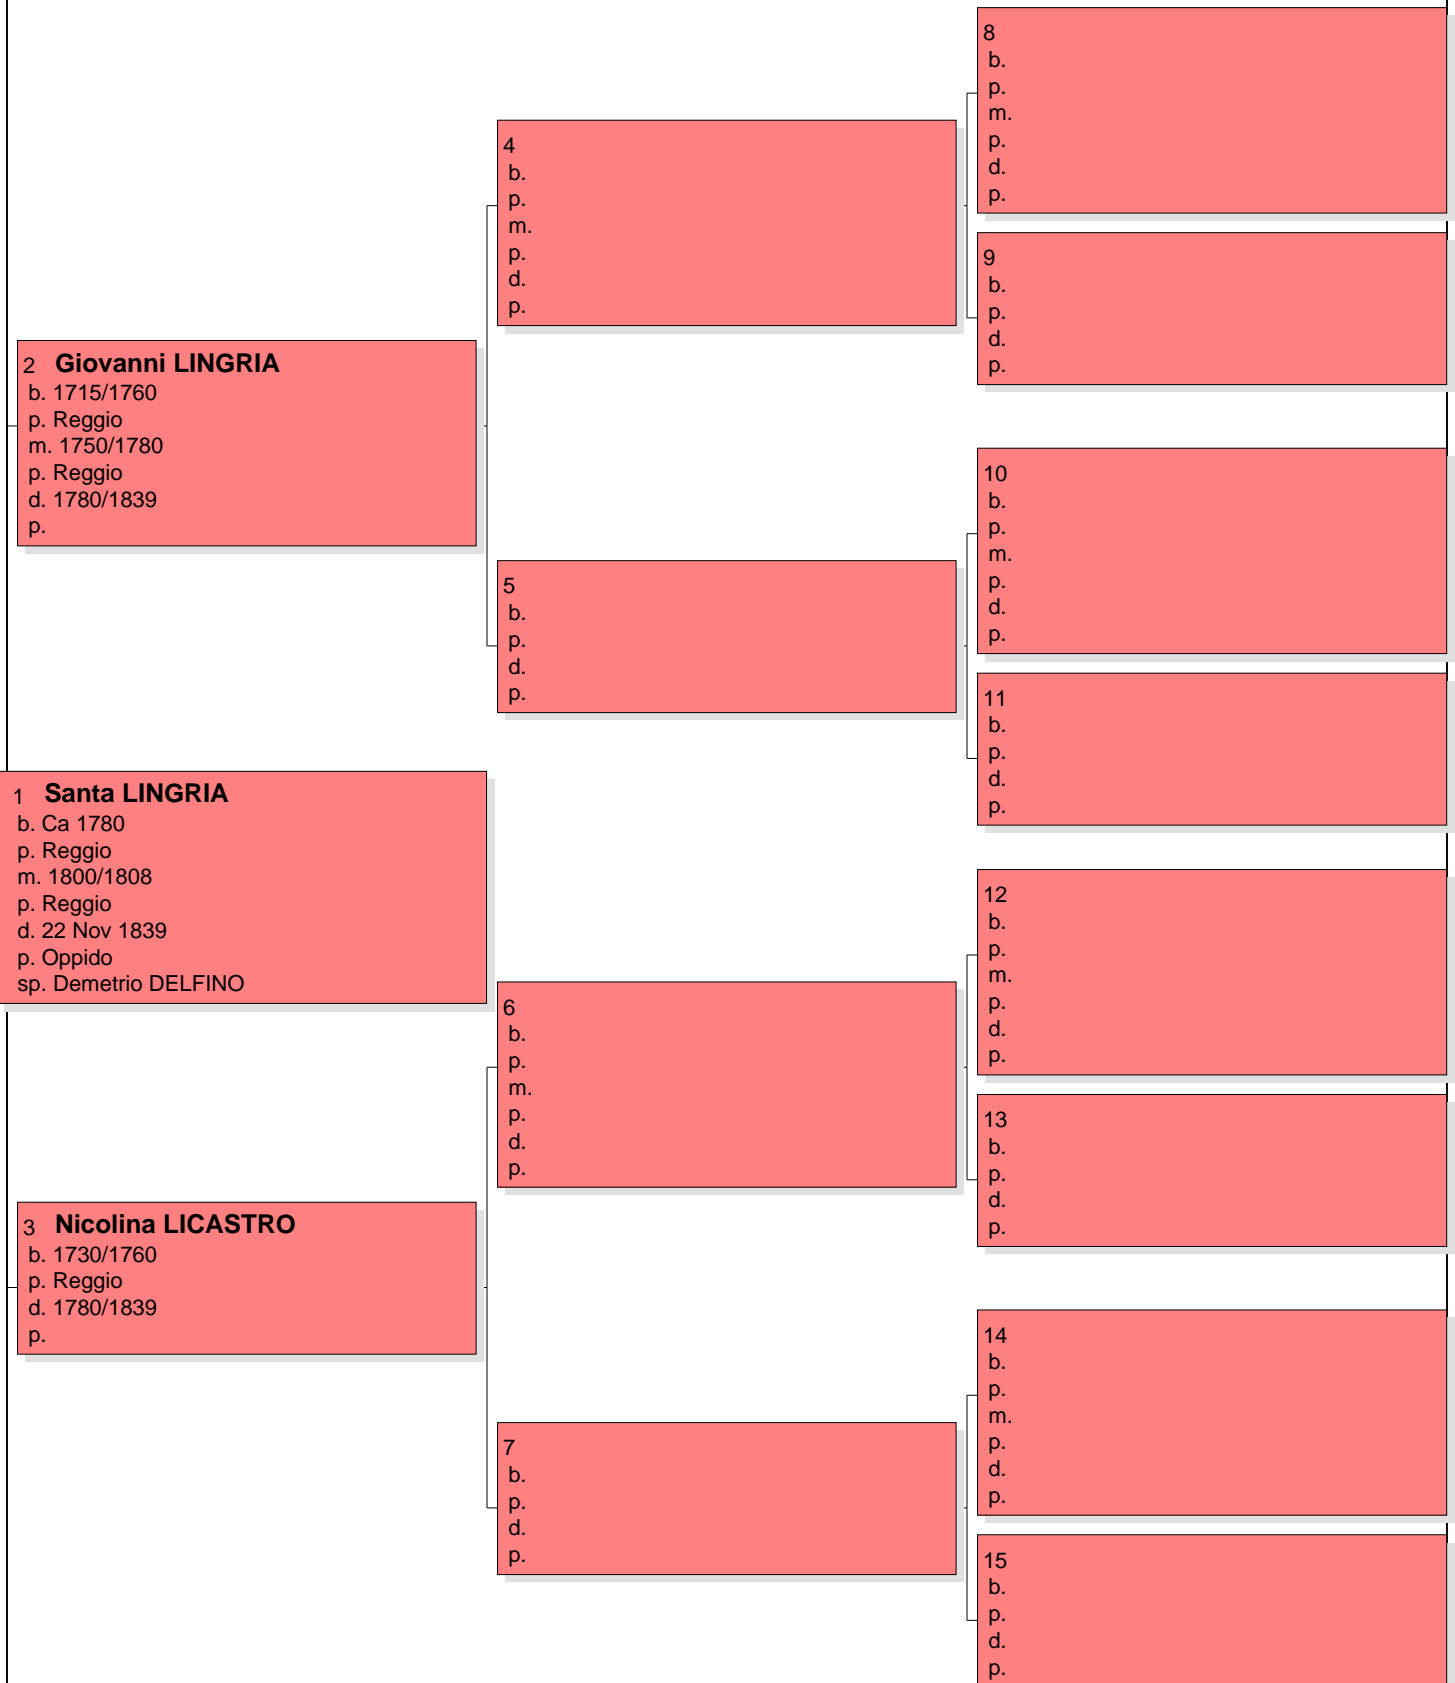 8
b.
p.
m.
p.
d.
p.
4
b.
p.
m.
p.
d.
p.
9
b.
p.
d.
p.
2 Giovanni LINGRIA
b. 1715/1760
p. Reggio
m. 1750/1780
p. Reggio
d. 1780/1839
p.
10
b.
p.
m.
p.
d.
p.
5
b.
p.
d.
p.
11
b.
p.
d.
p.
1 Santa LINGRIA
b. Ca 1780
p. Reggio
m. 1800/1808
p. Reggio
d. 22 Nov 1839
p. Oppido
sp. Demetrio DELFINO
12
b.
p.
m.
p.
d.
p.
6
b.
p.
m.
p.
d.
p.
13
b.
p.
d.
p.
3 Nicolina LICASTRO
b. 1730/1760
p. Reggio
d. 1780/1839
p.
14
b.
p.
m.
p.
d.
p.
7
b.
p.
d.
p.
15
b.
p.
d.
p.